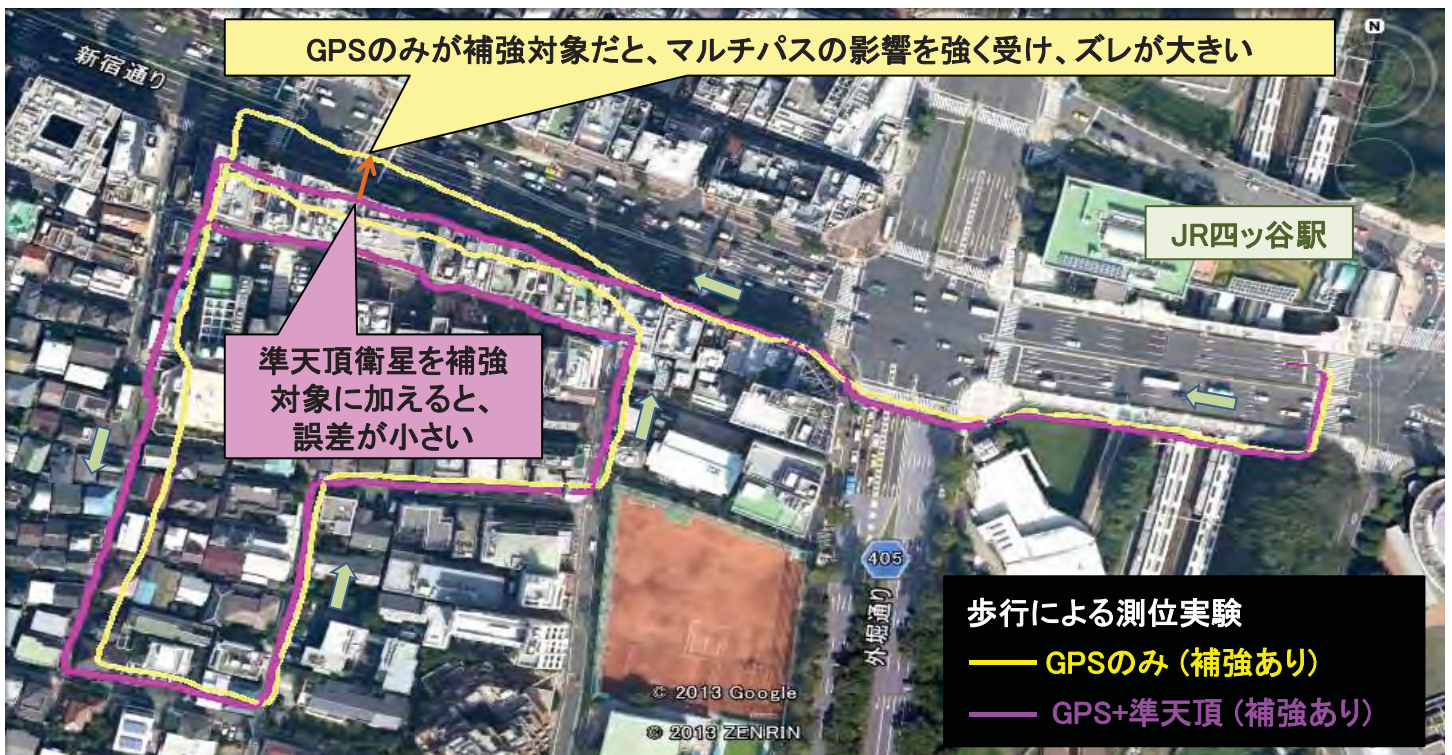 GPSのみが補強対象だと、マルチパスの影響を強く受け、ズレが大きい
新宿通り
N
JR四ッ谷駅
準天頂衛星を補強
対象に加えると、
誤差が小さい
405
外堀通り
歩行による測位実験
GPSのみ (補強あり)
GPS+準天頂 (補強あり)
© 2013 Google
© 2013 ZENRIN